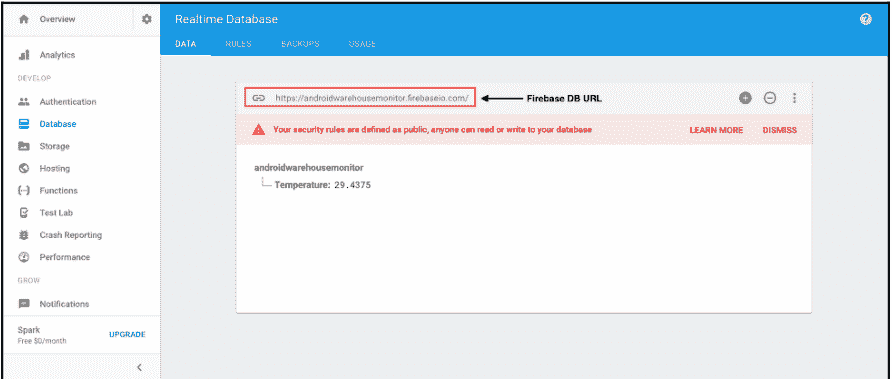 Overview
Analytics
DEVELOP
Authentication
Database
Storage
Hosting
Functions
Test Lab
Crash Reporting
Performance
GROW
Notifications
Spark
Free $0/month
UPGRADE
Realtime Database
DATA RULES BACKUPS USAGE
https://androidwarehousemonitor.firebaseio.com/ Firebase DB URL
Your security rules are defined as public, anyone can read or write to your database LEARN MORE DISMISS
androidwarehousemonitor
Temperature: 29.4375